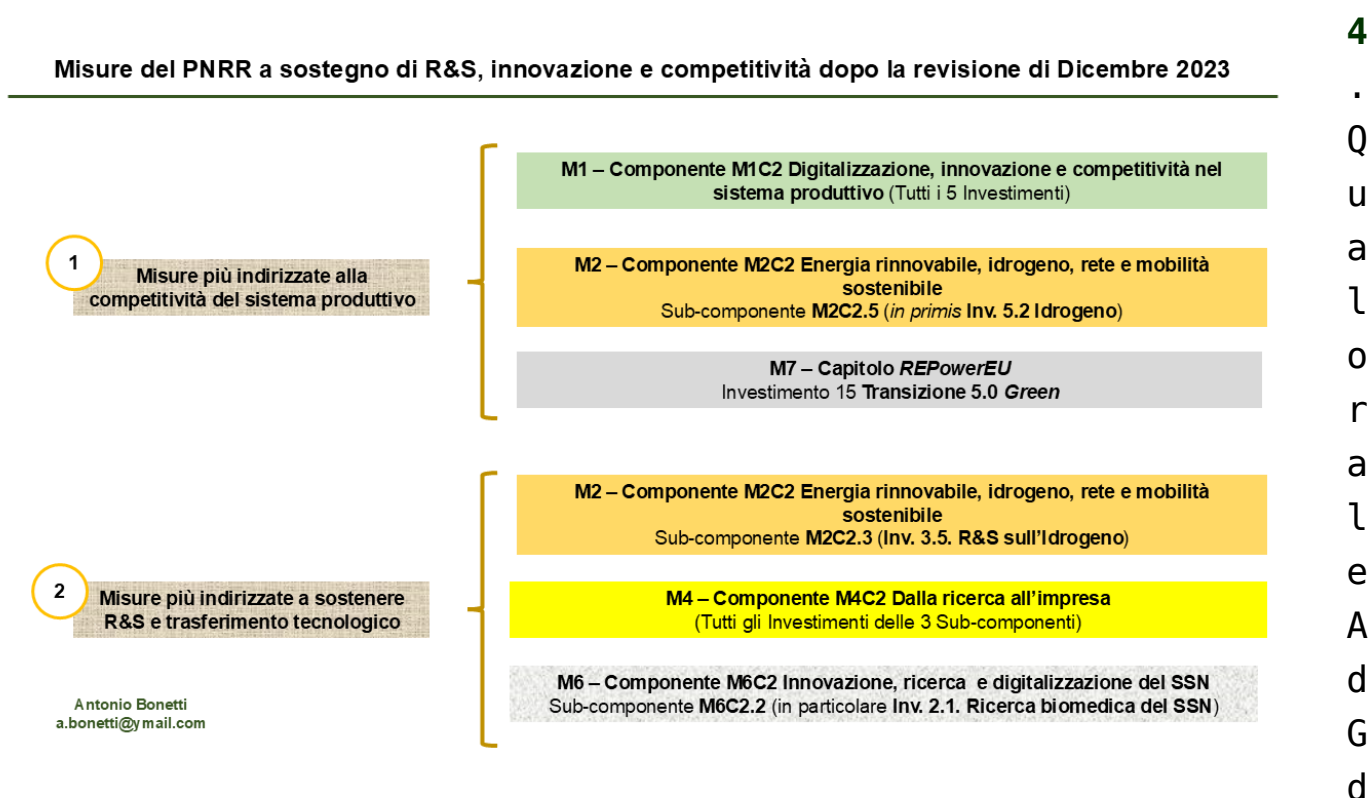 Misure del PNRR a sostegno di R&S, innovazione e competitività dopo la revisione di Dicembre 2023
1
Misure più indirizzate alla
competitività del sistema produttivo
M1 – Componente M1C2 Digitalizzazione, innovazione e competitività nel
sistema produttivo (Tutti i 5 Investimenti)
M2 – Componente M2C2 Energia rinnovabile, idrogeno, rete e mobilità
sostenibile
Sub-componente M2C2.5 (in primis Inv. 5.2 Idrogeno)
M7 – Capitolo REPowerEU
Investimento 15 Transizione 5.0 Green
2
Misure più indirizzate a sostenere
R&S e trasferimento tecnologico
M2 – Componente M2C2 Energia rinnovabile, idrogeno, rete e mobilità
sostenibile
Sub-componente M2C2.3 (Inv. 3.5. R&S sull'Idrogeno)
M4 – Componente M4C2 Dalla ricerca all'impresa
(Tutti gli Investimenti delle 3 Sub-componenti)
M6 – Componente M6C2 Innovazione, ricerca e digitalizzazione del SSN
Sub-componente M6C2.2 (in particolare Inv. 2.1. Ricerca biomedica del SSN)
Antonio Bonetti
a.bonetti@ymail.com
4
.
Q
u
a
l
o
r
a
l
e
A
d
G
d